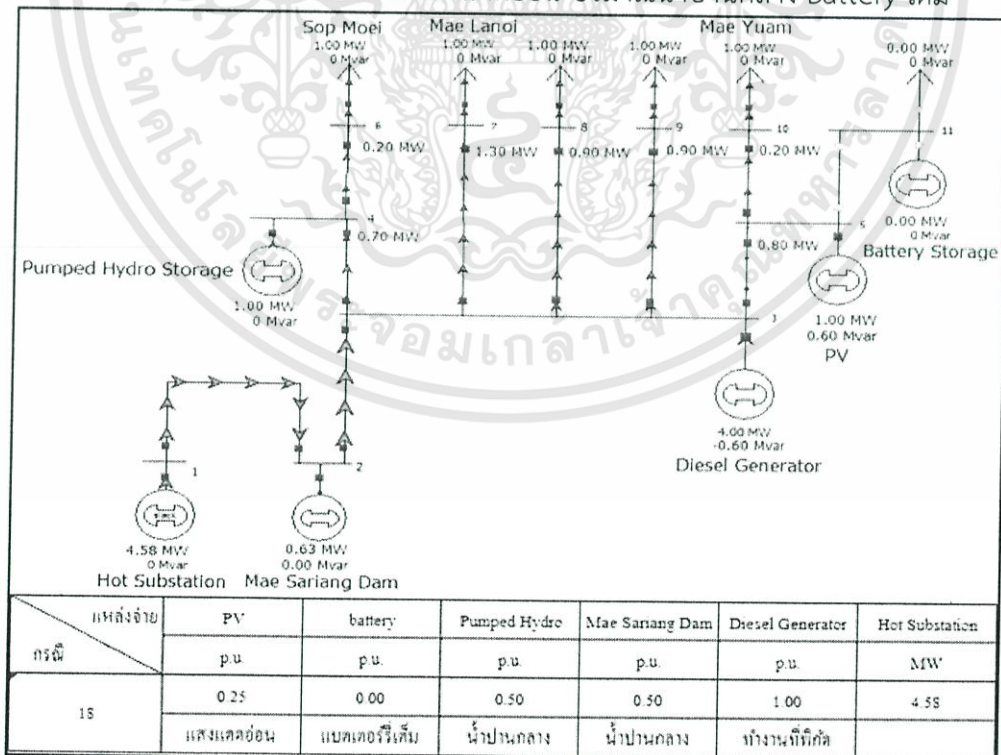 Sop Moei
1.00 MW
0 Mvar
Mae Lanoi
1.00 MW
0 Mvar
1.00 MW
0 Mvar
1.00 MW
0 Mvar
Mae Yuam
1.00 MW
0 Mvar
0.00 MW
0 Mvar
6
7
8
9
10
11
0.20 MW
1.30 MW
0.90 MW
0.90 MW
0.20 MW
4
0.70 MW
5
0.80 MW
0.00 MW
0 Mvar
Battery Storage
Pumped Hydro Storage
1.00 MW
0 Mvar
3
1.00 MW
0.60 Mvar
PV
4.00 MW
-0.60 Mvar
Diesel Generator
1
2
4.58 MW
0 Mvar
Hot Substation
0.63 MW
0.00 Mvar
Mae Sariang Dam
แหล่งจ่าย
กรณี
PV
battery
Pumped Hydro
Mae Sariang Dam
Diesel Generator
Hot Substation
p.u.
p.u.
p.u.
p.u.
p.u.
MW
18
0.25
0.00
0.50
0.50
1.00
4.58
แสงแดดอ่อน
แบตเตอร์รี่เต็ม
น้ำปานกลาง
น้ำปานกลาง
ทำงานที่พิกัด